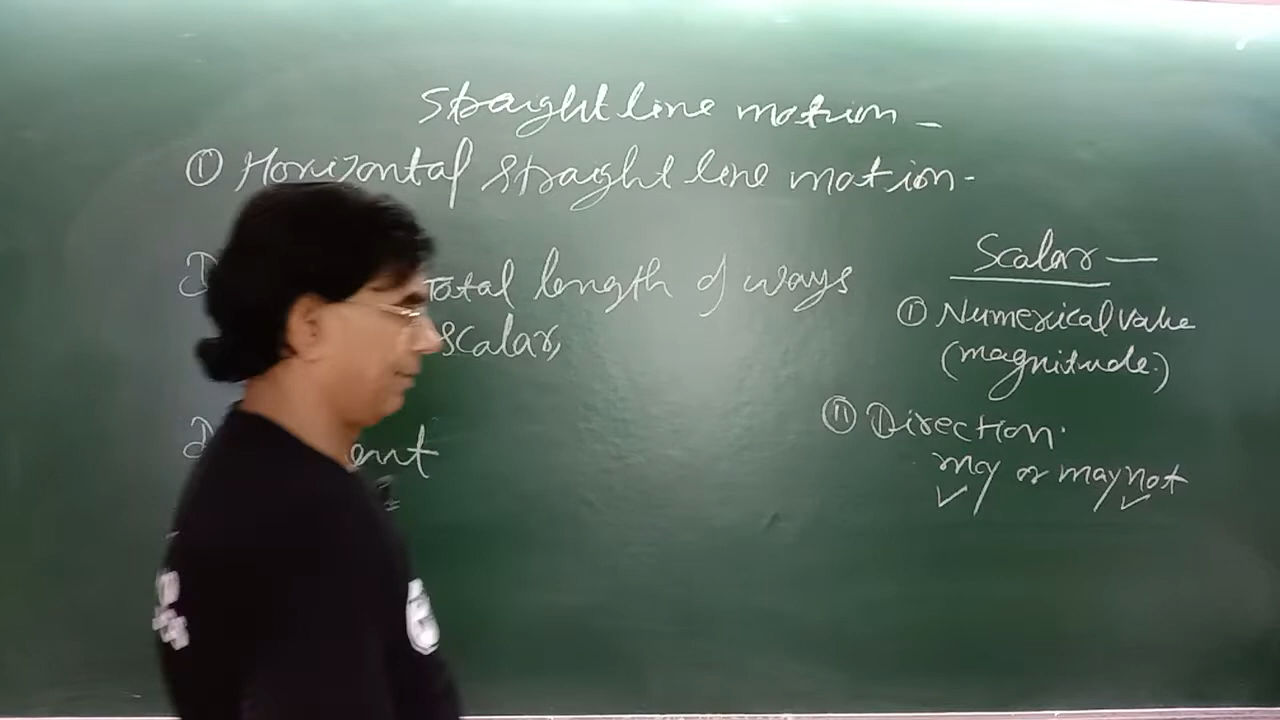 Straight line motion -
① Horizontal straight line motion -
Total length of ways
scalar,
Scalar —
① Numerical value
(magnitude.)
⑪ Direction.
may or may not